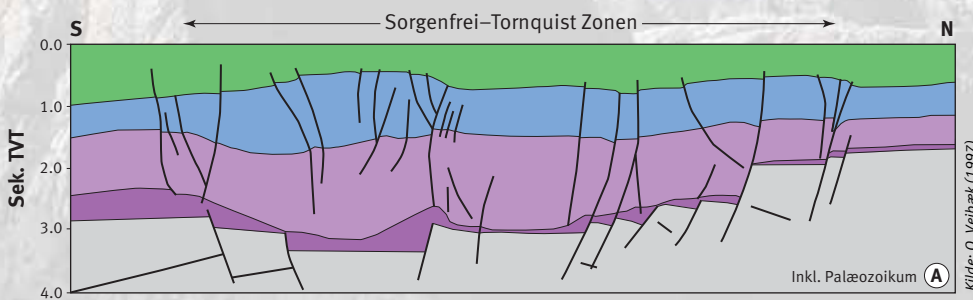 Sorgenfrei–Tornquist Zonen
S
N
Sek. TVT
0.0
1.0
2.0
3.0
4.0
Inkl. Palæozoikum A
Kilde: O. Vejbæk (1997)